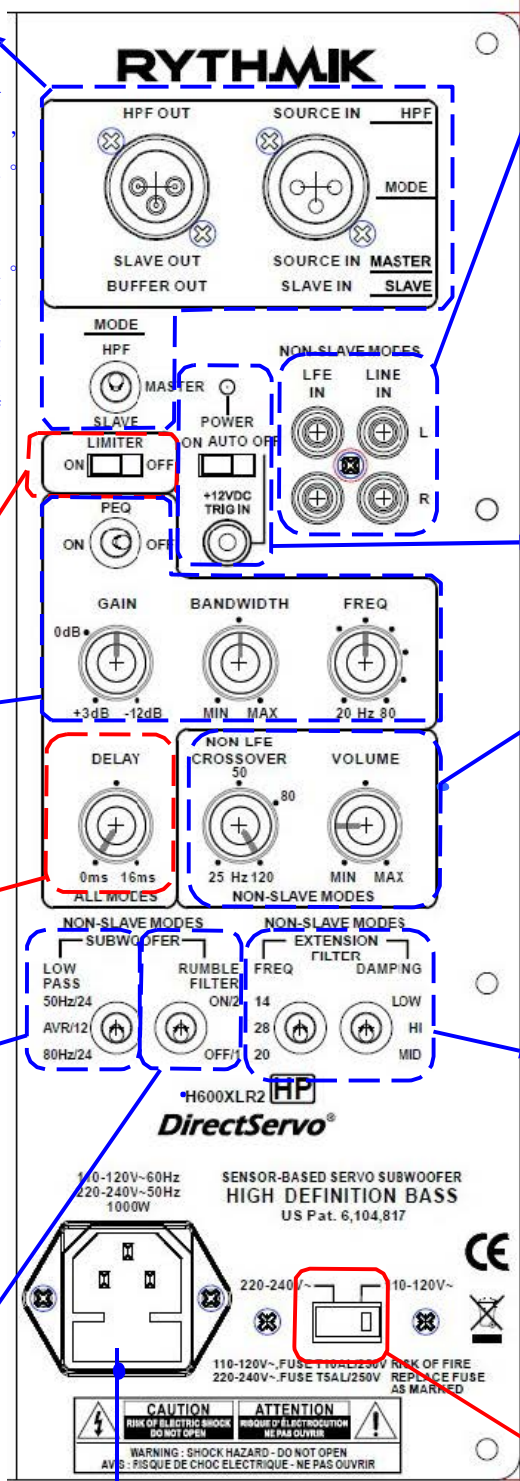 RYTHMIK
HPF OUT SOURCE IN HPF
MODE
SLAVE OUT SOURCE IN MASTER
BUFFER OUT SLAVE IN SLAVE
MODE
HPF
MASTER
SLAVE
NON-SLAVE MODES
LFE IN LINE IN
L
R
POWER
ON AUTO OFF
+12VDC
TRIG IN
LIMITER
ON OFF
PEQ
ON OFF
GAIN BANDWIDTH FREQ
0dB
+3dB -12dB MIN MAX 20 Hz 80
DELAY
0ms 16ms
ALL MODES
NON LFE
CROSSOVER VOLUME
50
80
25 Hz 120 MIN MAX
NON-SLAVE MODES
NON-SLAVE MODES
SUBWOOFER
LOW
PASS
50Hz/24
AVR/12
80Hz/24
RUMBLE
FILTER
ON/2
OFF/1
NON-SLAVE MODES
EXTENSION
FILTER
FREQ DAMPING
14 LOW
28 HI
20 MID
H600XLR2 HP
DirectServo®
110-120V~60Hz
220-240V~50Hz
1000W
SENSOR-BASED SERVO SUBWOOFER
HIGH DEFINITION BASS
US Pat. 6,104,817
CE
220-240V~ 110-120V~
110-120V~,FUSE T10AL/250V RISK OF FIRE
220-240V~.FUSE T5AL/250V REPLACE FUSE
AS MARKED
CAUTION
RISK OF ELECTRIC SHOCK
DO NOT OPEN
ATTENTION
RISQUE D'ÉLECTROCUTION
NE PAS OUVRIR
WARNING : SHOCK HAZARD - DO NOT OPEN
AVIS : RISQUE DE CHOC ELECTRIQUE - NE PAS OUVRIR